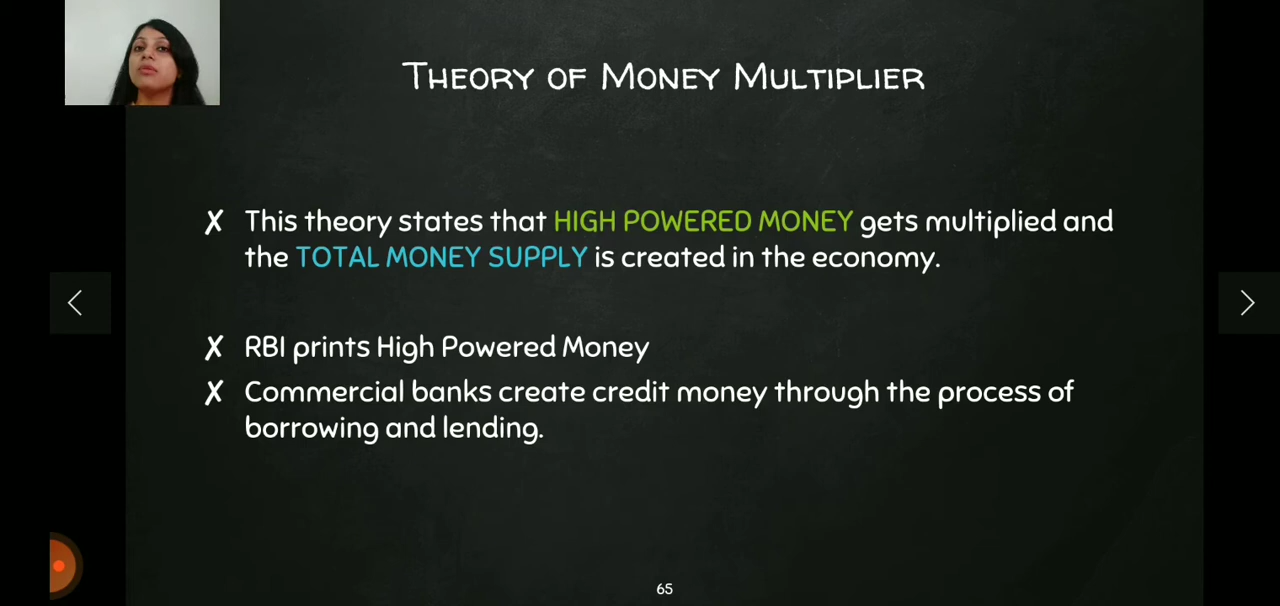 Theory of Money Multiplier
✗ This theory states that HIGH POWERED MONEY gets multiplied and
the TOTAL MONEY SUPPLY is created in the economy.
✗ RBI prints High Powered Money
✗ Commercial banks create credit money through the process of
borrowing and lending.
65